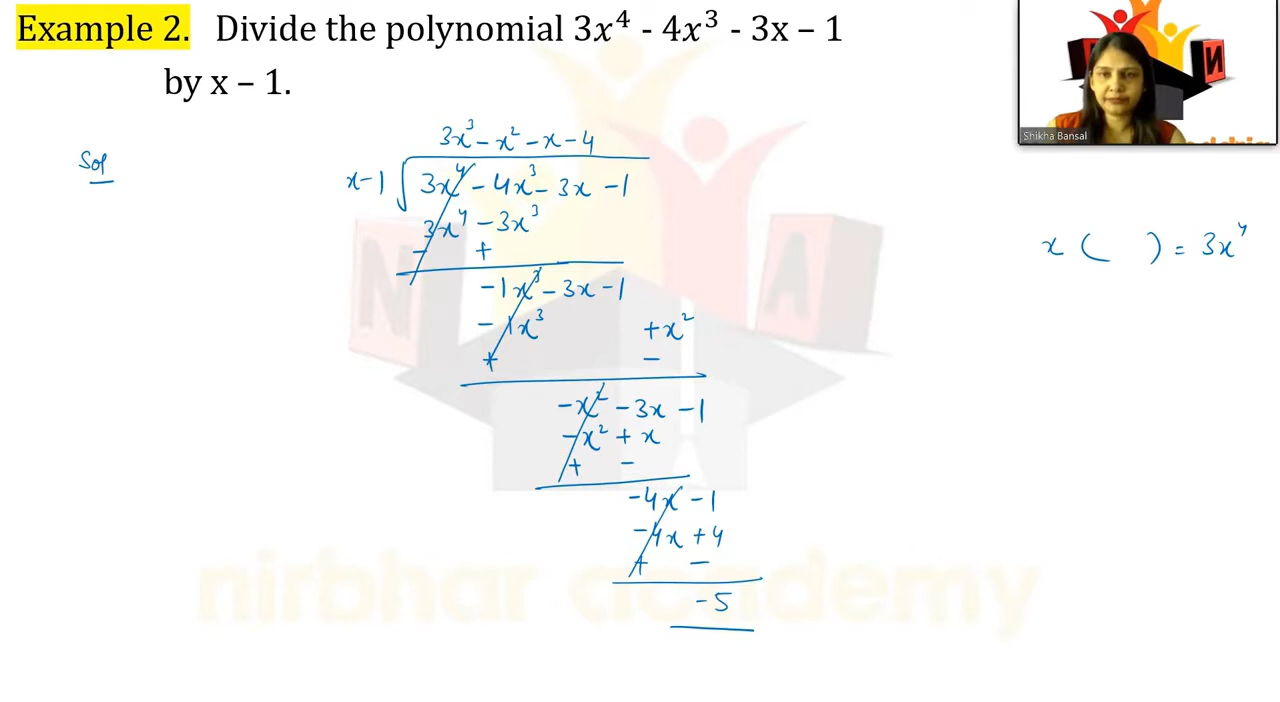 Example 2. Divide the polynomial 3x⁴ - 4x³ - 3x – 1
by x – 1.
Shikha Bansal
Sol
3x³ - x² - x - 4
x-1 3x⁴ - 4x³ - 3x - 1
3x⁴ - 3x³
- +
-1x³ - 3x - 1
- 1x³ + x²
+ -
-x² - 3x - 1
-x² + x
+ -
-4x - 1
-4x + 4
+ -
-5
x ( ) = 3x⁴
N
nirbhar academy